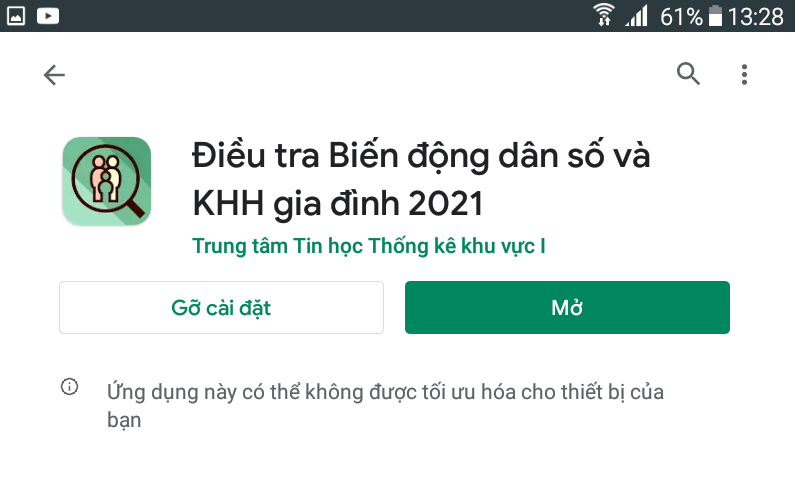 61% 13:28
Điều tra Biến động dân số và
KHH gia đình 2021
Trung tâm Tin học Thống kê khu vực I
Gỡ cài đặt
Mở
Ứng dụng này có thể không được tối ưu hóa cho thiết bị của
bạn